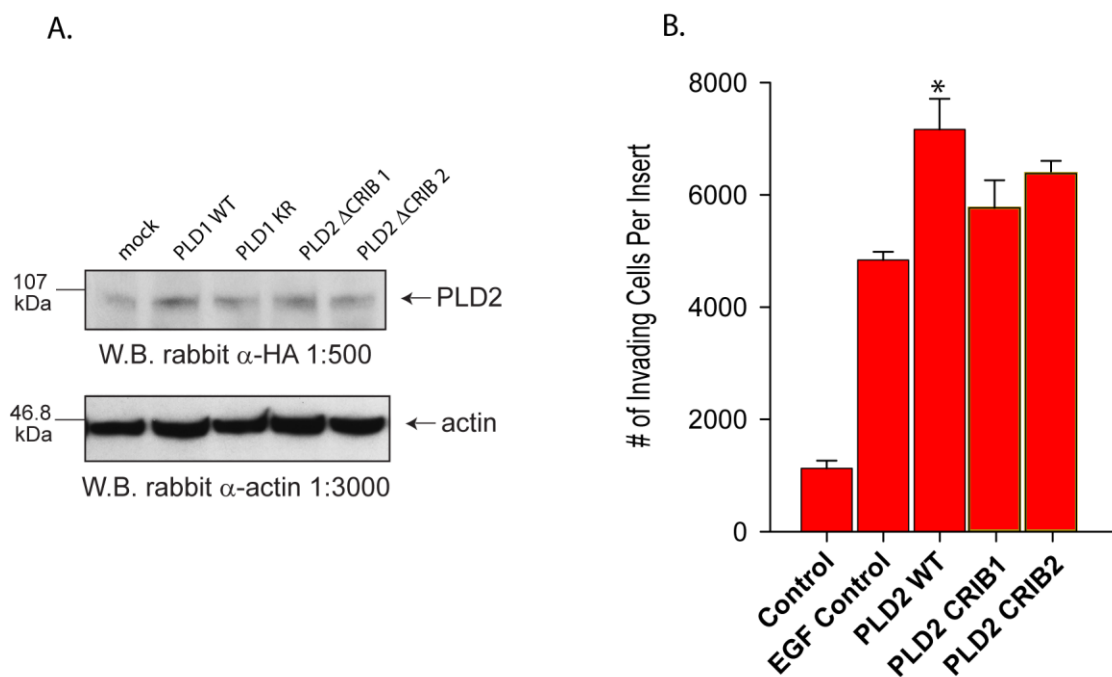 A.
mock
PLD1 WT
PLD1 KR
PLD2 ΔCRIB 1
PLD2 ΔCRIB 2
107
kDa
PLD2
W.B. rabbit α-HA 1:500
46.8
kDa
actin
W.B. rabbit α-actin 1:3000
B.
# of Invading Cells Per Insert
8000
6000
4000
2000
0
*
Control
EGF Control
PLD2 WT
PLD2 CRIB1
PLD2 CRIB2